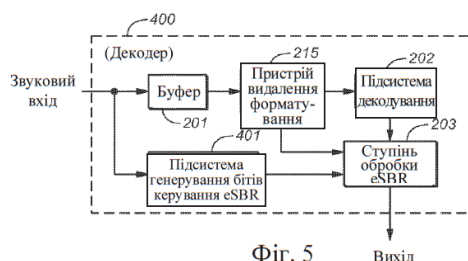 400
(Декодер)
215
202
Звуковий
вхід
Буфер
201
Пристрій
видалення
формату-
вання
Підсистема
декодування
203
401
Підсистема
генерування бітів
керування eSBR
Ступінь
обробки
eSBR
Фіг. 5
Вихід